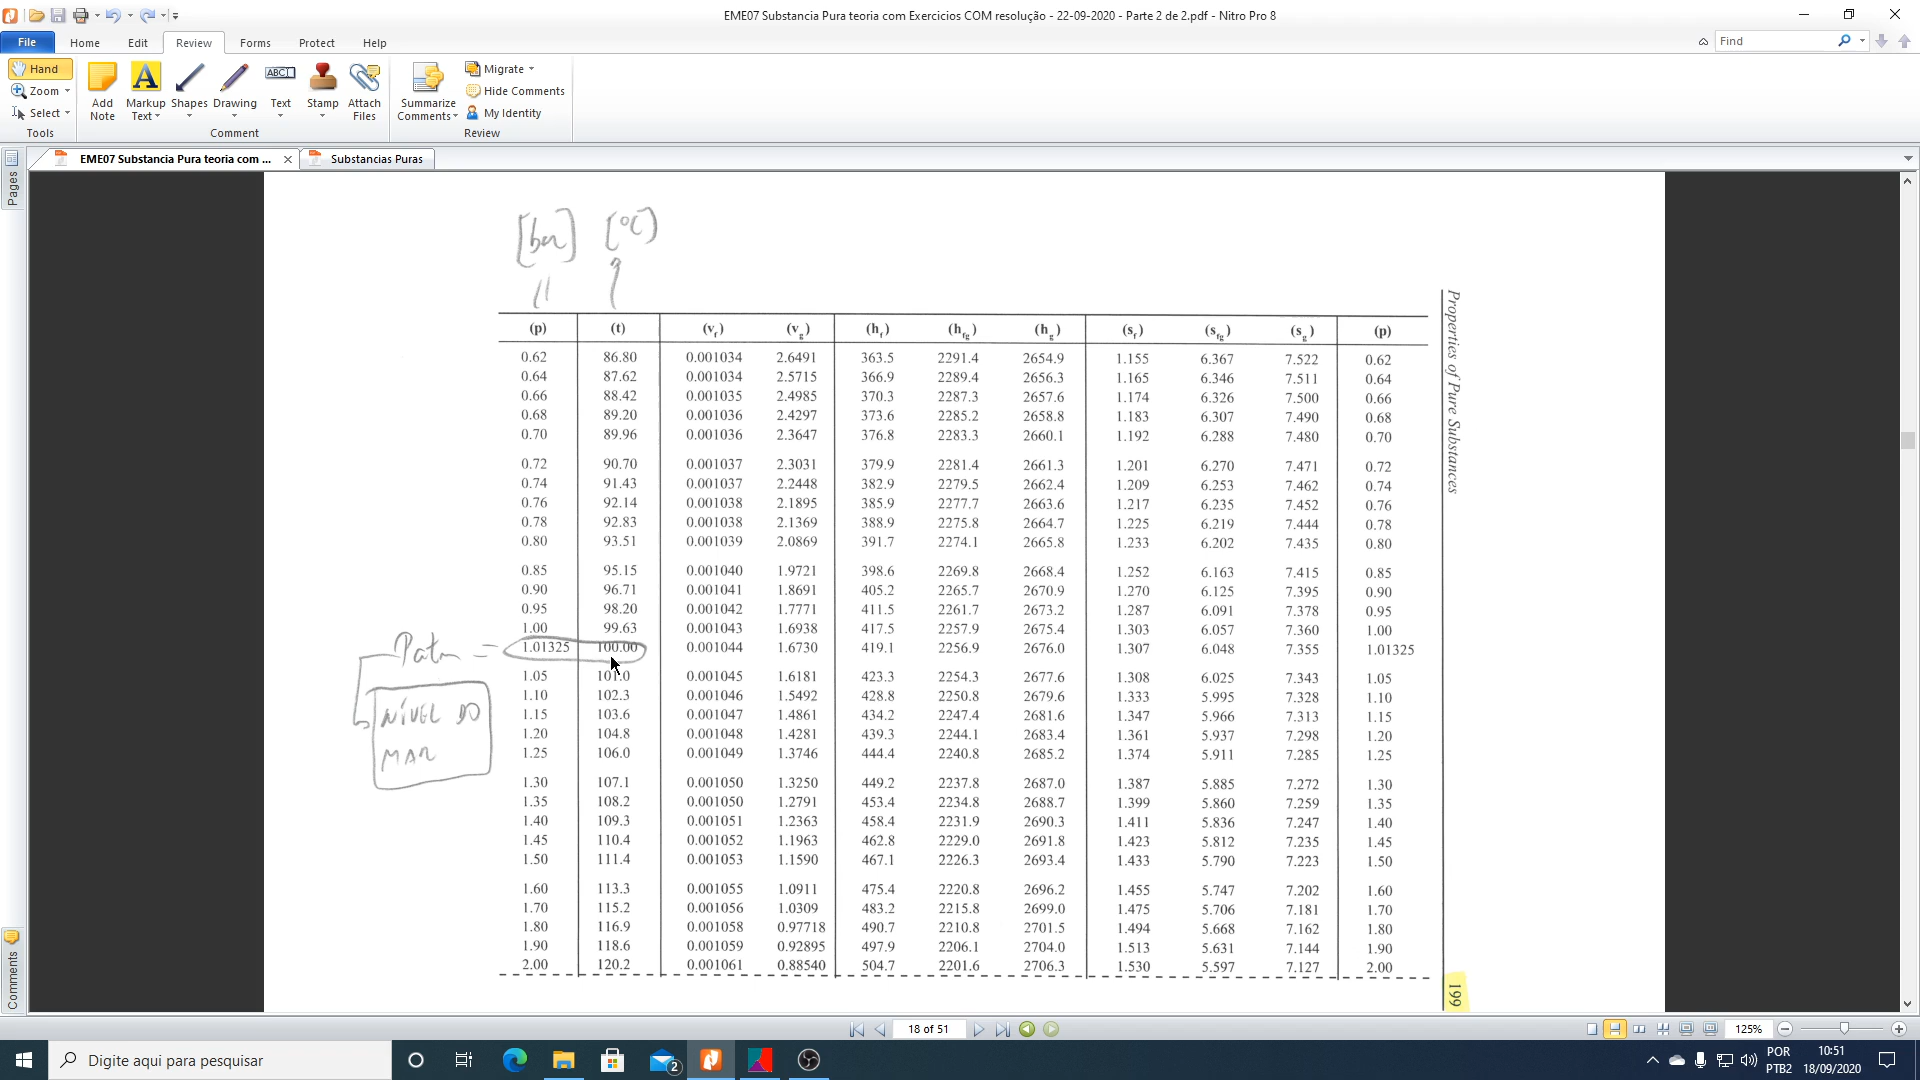 EME07 Substancia Pura teoria com Exercicios COM resolução - 22-09-2020 - Parte 2 de 2.pdf - Nitro Pro 8
File Home Edit Review Forms Protect Help
Find
Hand
Zoom
Select
Tools
Add Note
Markup Text
Shapes
Drawing
Text
Stamp
Attach Files
Comment
Summarize Comments
Migrate
Hide Comments
My Identity
Review
EME07 Substancia Pura teoria com ...
Substancias Puras
Pages
Comments
[bar] [°C]
(p) (t) (vf) (vg) (hf) (hfg) (hg) (sf) (sfg) (sg) (p)
0.62 86.80 0.001034 2.6491 363.5 2291.4 2654.9 1.155 6.367 7.522 0.62
0.64 87.62 0.001034 2.5715 366.9 2289.4 2656.3 1.165 6.346 7.511 0.64
0.66 88.42 0.001035 2.4985 370.3 2287.3 2657.6 1.174 6.326 7.500 0.66
0.68 89.20 0.001036 2.4297 373.6 2285.2 2658.8 1.183 6.307 7.490 0.68
0.70 89.96 0.001036 2.3647 376.8 2283.3 2660.1 1.192 6.288 7.480 0.70
0.72 90.70 0.001037 2.3031 379.9 2281.4 2661.3 1.201 6.270 7.471 0.72
0.74 91.43 0.001037 2.2448 382.9 2279.5 2662.4 1.209 6.253 7.462 0.74
0.76 92.14 0.001038 2.1895 385.9 2277.7 2663.6 1.217 6.235 7.452 0.76
0.78 92.83 0.001038 2.1369 388.9 2275.8 2664.7 1.225 6.219 7.444 0.78
0.80 93.51 0.001039 2.0869 391.7 2274.1 2665.8 1.233 6.202 7.435 0.80
0.85 95.15 0.001040 1.9721 398.6 2269.8 2668.4 1.252 6.163 7.415 0.85
0.90 96.71 0.001041 1.8691 405.2 2265.7 2670.9 1.270 6.125 7.395 0.90
0.95 98.20 0.001042 1.7771 411.5 2261.7 2673.2 1.287 6.091 7.378 0.95
1.00 99.63 0.001043 1.6938 417.5 2257.9 2675.4 1.303 6.057 7.360 1.00
Patm = 1.01325 100.00 0.001044 1.6730 419.1 2256.9 2676.0 1.307 6.048 7.355 1.01325
1.05 101.0 0.001045 1.6181 423.3 2254.3 2677.6 1.308 6.025 7.343 1.05
1.10 102.3 0.001046 1.5492 428.8 2250.8 2679.6 1.333 5.995 7.328 1.10
1.15 103.6 0.001047 1.4861 434.2 2247.4 2681.6 1.347 5.966 7.313 1.15
1.20 104.8 0.001048 1.4281 439.3 2244.1 2683.4 1.361 5.937 7.298 1.20
1.25 106.0 0.001049 1.3746 444.4 2240.8 2685.2 1.374 5.911 7.285 1.25
NÍVEL DO
MAR
1.30 107.1 0.001050 1.3250 449.2 2237.8 2687.0 1.387 5.885 7.272 1.30
1.35 108.2 0.001050 1.2791 453.4 2234.8 2688.7 1.399 5.860 7.259 1.35
1.40 109.3 0.001051 1.2363 458.4 2231.9 2690.3 1.411 5.836 7.247 1.40
1.45 110.4 0.001052 1.1963 462.8 2229.0 2691.8 1.423 5.812 7.235 1.45
1.50 111.4 0.001053 1.1590 467.1 2226.3 2693.4 1.433 5.790 7.223 1.50
1.60 113.3 0.001055 1.0911 475.4 2220.8 2696.2 1.455 5.747 7.202 1.60
1.70 115.2 0.001056 1.0309 483.2 2215.8 2699.0 1.475 5.706 7.181 1.70
1.80 116.9 0.001058 0.97718 490.7 2210.8 2701.5 1.494 5.668 7.162 1.80
1.90 118.6 0.001059 0.92895 497.9 2206.1 2704.0 1.513 5.631 7.144 1.90
2.00 120.2 0.001061 0.88540 504.7 2201.6 2706.3 1.530 5.597 7.127 2.00
Properties of Pure Substances
199
18 of 51
125%
Digite aqui para pesquisar
2
POR
PTB2
10:51
18/09/2020